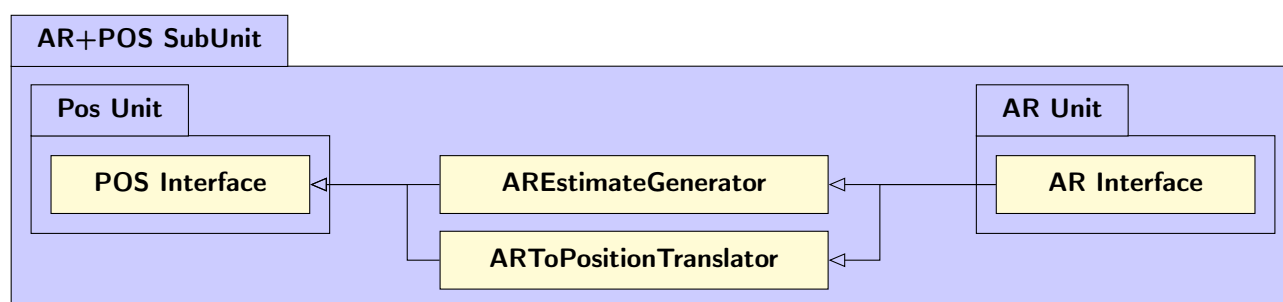 AR+POS SubUnit
Pos Unit
AR Unit
POS Interface
AREstimateGenerator
AR Interface
ARToPositionTranslator